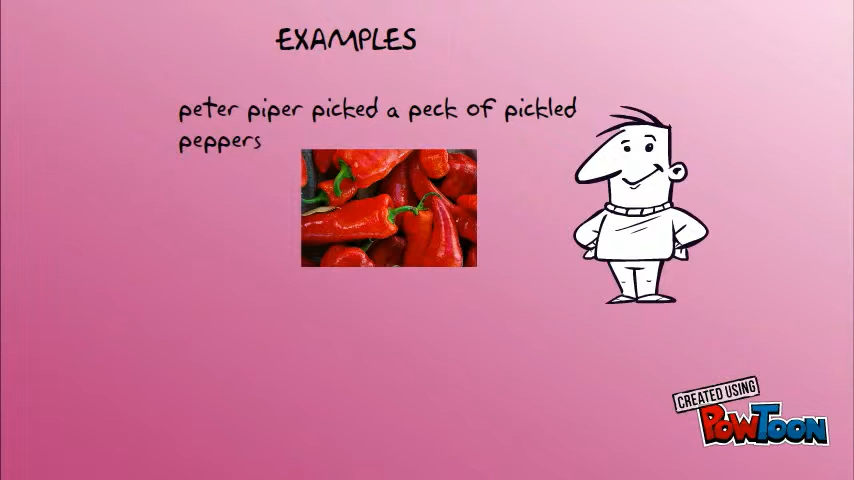 EXAMPLES
peter piper picked a peck of pickled
peppers
CREATED USING
POWTOON